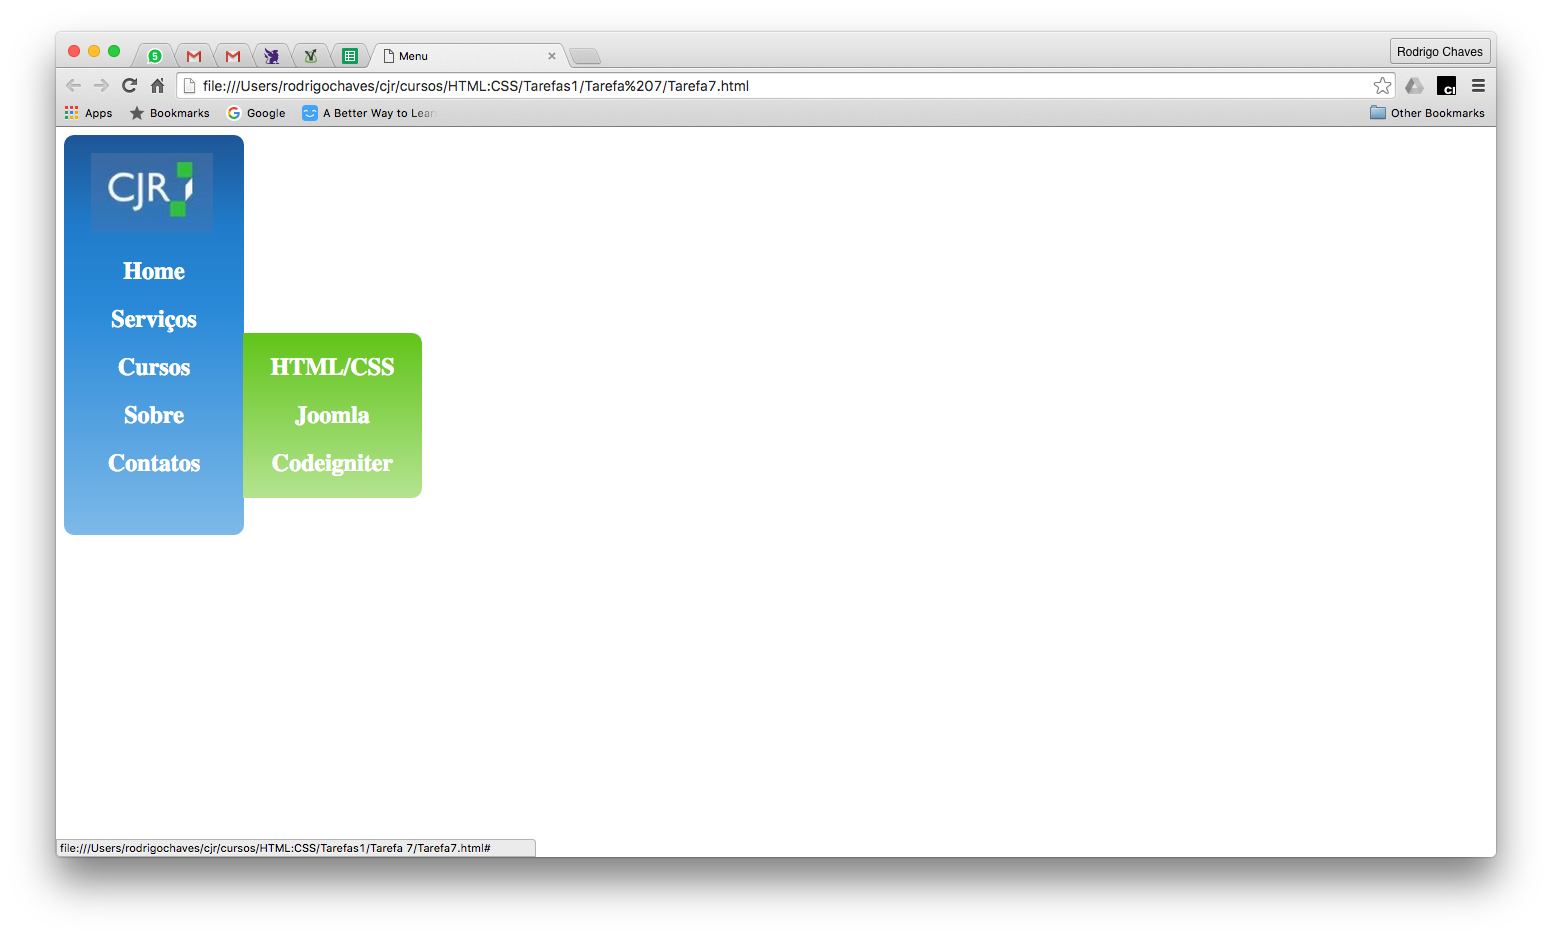 5
Menu
Rodrigo Chaves
file:///Users/rodrigochaves/cjr/cursos/HTML:CSS/Tarefas1/Tarefa%207/Tarefa7.html
CI
Apps
Bookmarks
Google
A Better Way to Lear
Other Bookmarks
CJR
Home
Serviços
Cursos
Sobre
Contatos
HTML/CSS
Joomla
Codeigniter
file:///Users/rodrigochaves/cjr/cursos/HTML:CSS/Tarefas1/Tarefa 7/Tarefa7.html#